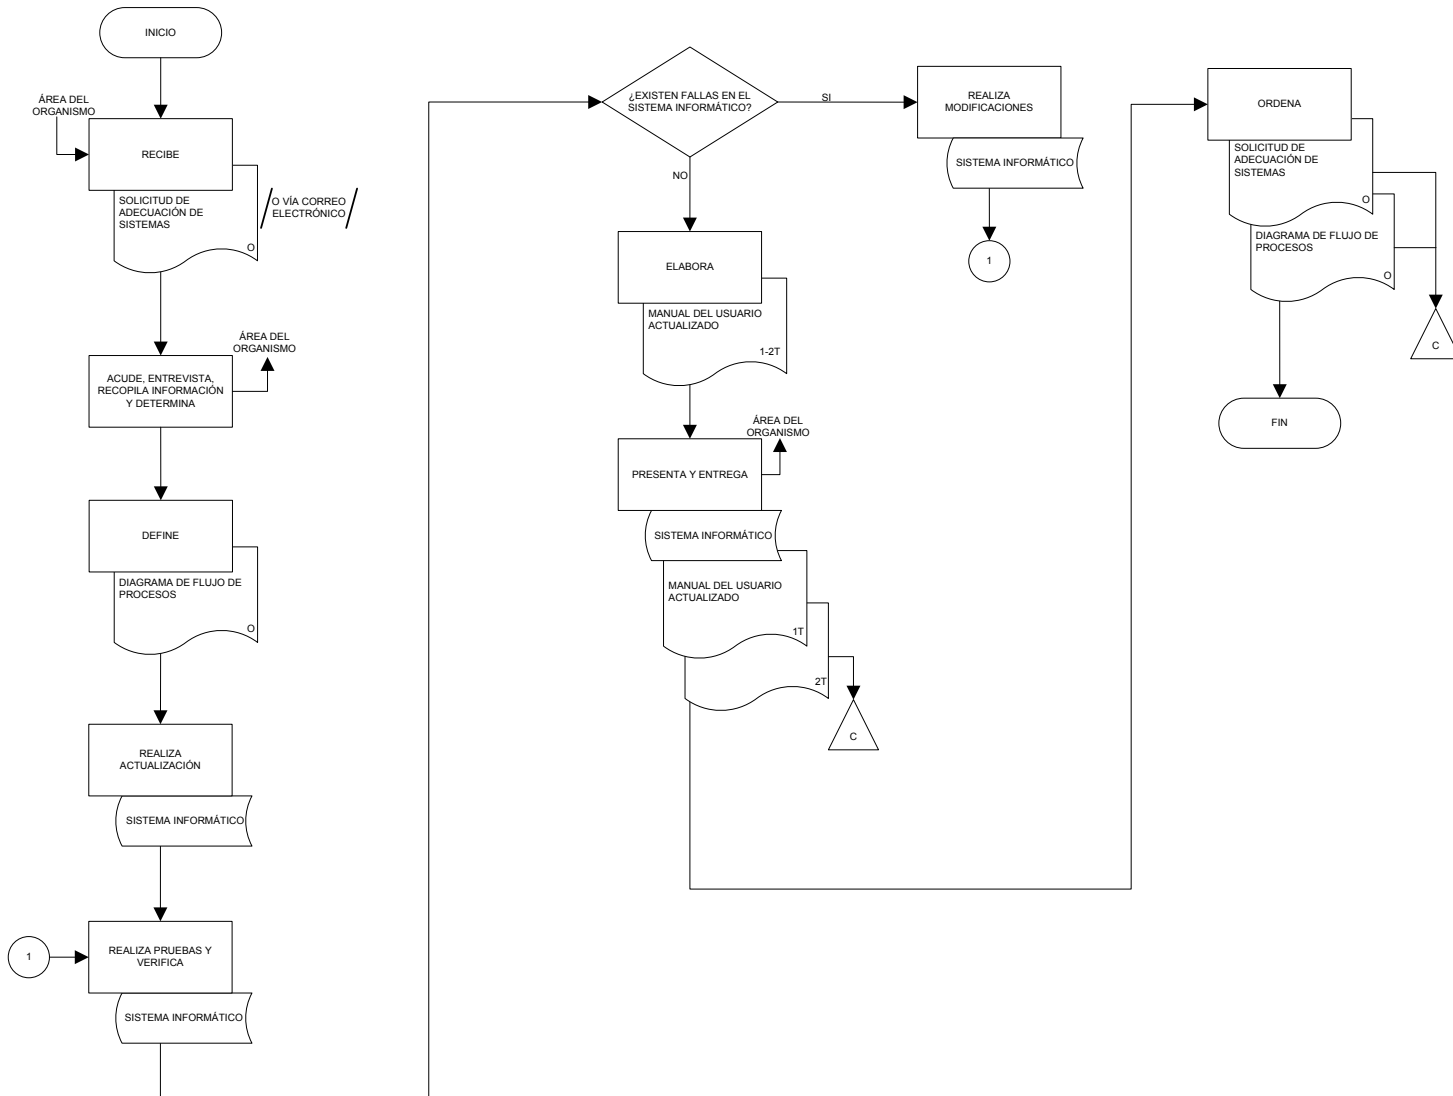 INICIO
ÁREA DEL
ORGANISMO
RECIBE
SOLICITUD DE
ADECUACIÓN DE
SISTEMAS
O
O VÍA CORREO
ELECTRÓNICO
ACUDE, ENTREVISTA,
RECOPILA INFORMACIÓN
Y DETERMINA
ÁREA DEL
ORGANISMO
DEFINE
DIAGRAMA DE FLUJO DE
PROCESOS
O
REALIZA
ACTUALIZACIÓN
SISTEMA INFORMÁTICO
1
REALIZA PRUEBAS Y
VERIFICA
SISTEMA INFORMÁTICO
¿EXISTEN FALLAS EN EL
SISTEMA INFORMÁTICO?
SI
NO
REALIZA
MODIFICACIONES
SISTEMA INFORMÁTICO
1
ELABORA
MANUAL DEL USUARIO
ACTUALIZADO
1-2T
PRESENTA Y ENTREGA
ÁREA DEL
ORGANISMO
SISTEMA INFORMÁTICO
MANUAL DEL USUARIO
ACTUALIZADO
1T
2T
C
ORDENA
SOLICITUD DE
ADECUACIÓN DE
SISTEMAS
O
DIAGRAMA DE FLUJO DE
PROCESOS
O
C
FIN